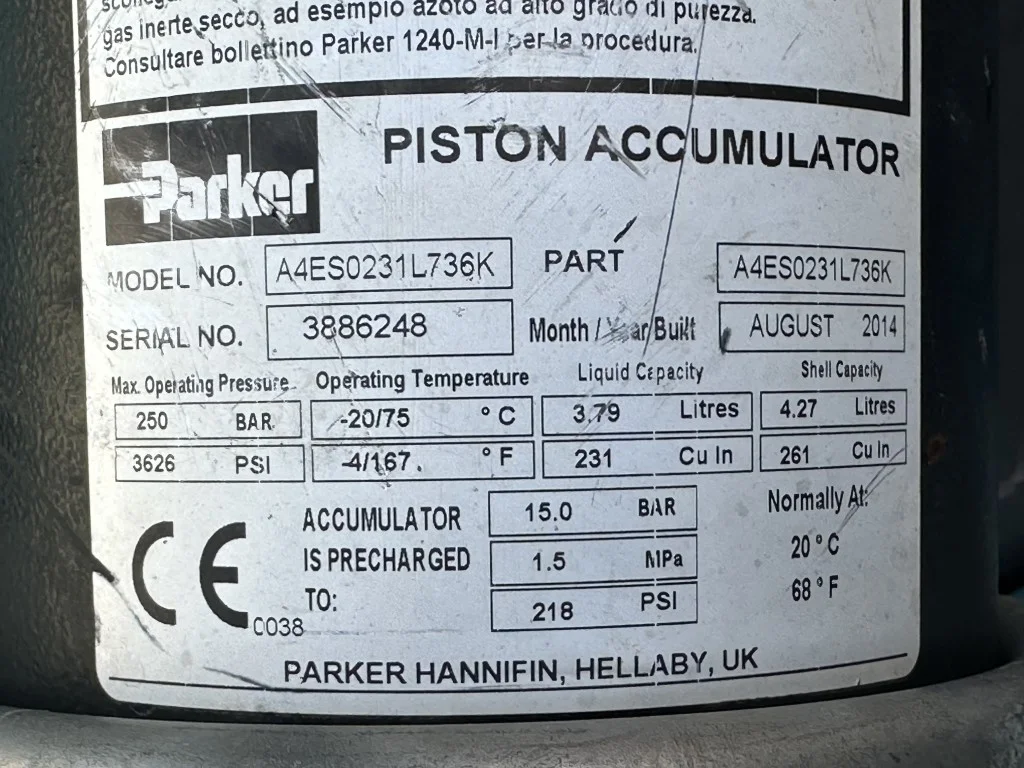 gas inerte secco, ad esempio azoto ad alto grado di purezza.
Consultare bollettino Parker 1240-M-I per la procedura.
Parker
PISTON ACCUMULATOR
MODEL NO. A4ES0231L736K PART A4ES0231L736K
SERIAL NO. 3886248 Month / Year Built AUGUST 2014
Max. Operating Pressure Operating Temperature Liquid Capacity Shell Capacity
250 BAR -20/75 °C 3.79 Litres 4.27 Litres
3626 PSI -4/167. °F 231 Cu In 261 Cu In
ACCUMULATOR 15.0 BAR Normally At:
IS PRECHARGED 1.5 MPa 20 °C
TO: 218 PSI 68 °F
CE C038
PARKER HANNIFIN, HELLABY, UK